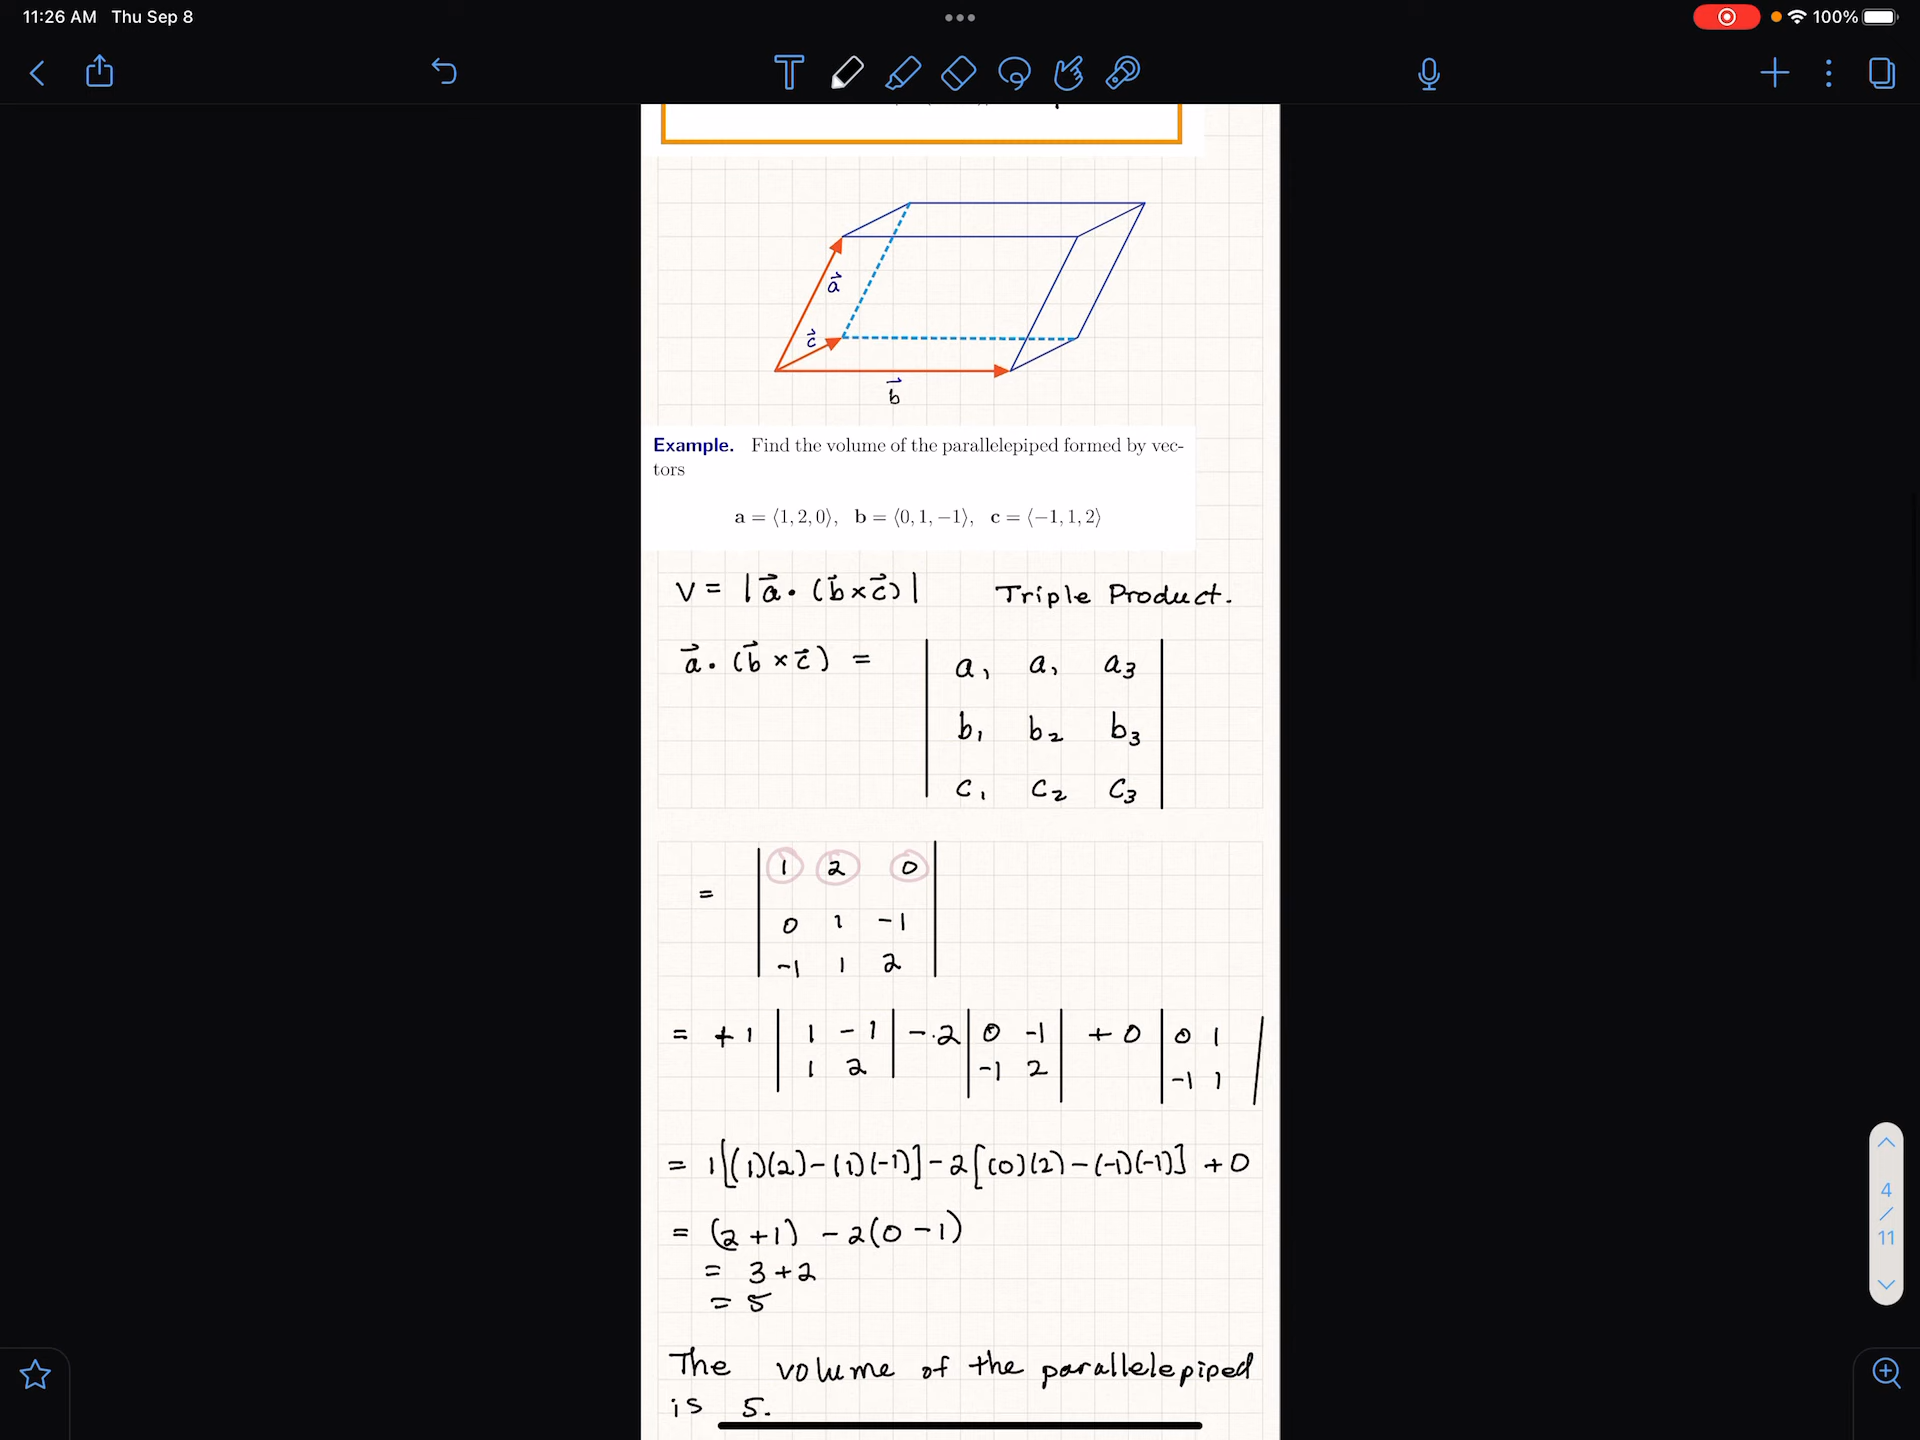 11:26 AM Thu Sep 8
100%
a⃗
c⃗
b⃗
Example. Find the volume of the parallelepiped formed by vec-
tors
a = ⟨1, 2, 0⟩, b = ⟨0, 1, −1⟩, c = ⟨−1, 1, 2⟩
V = |a⃗ · (b⃗ × c⃗)| Triple Product.
a⃗ · (b⃗ × c⃗) =
| a₁ a₁ a₃ |
| b₁ b₂ b₃ |
| c₁ c₂ c₃ |
=
| 1 2 0 |
| 0 1 -1 |
| -1 1 2 |
= +1 | 1 -1 | - 2 | 0 -1 | + 0 | 0 1 |
| 1 2 | | -1 2 | | -1 1 |
= 1[(1)(2) - (1)(-1)] - 2[(0)(2) - (-1)(-1)] + 0
= (2 + 1) - 2(0 - 1)
= 3 + 2
= 5
The volume of the parallelepiped
is 5.
4
/
11